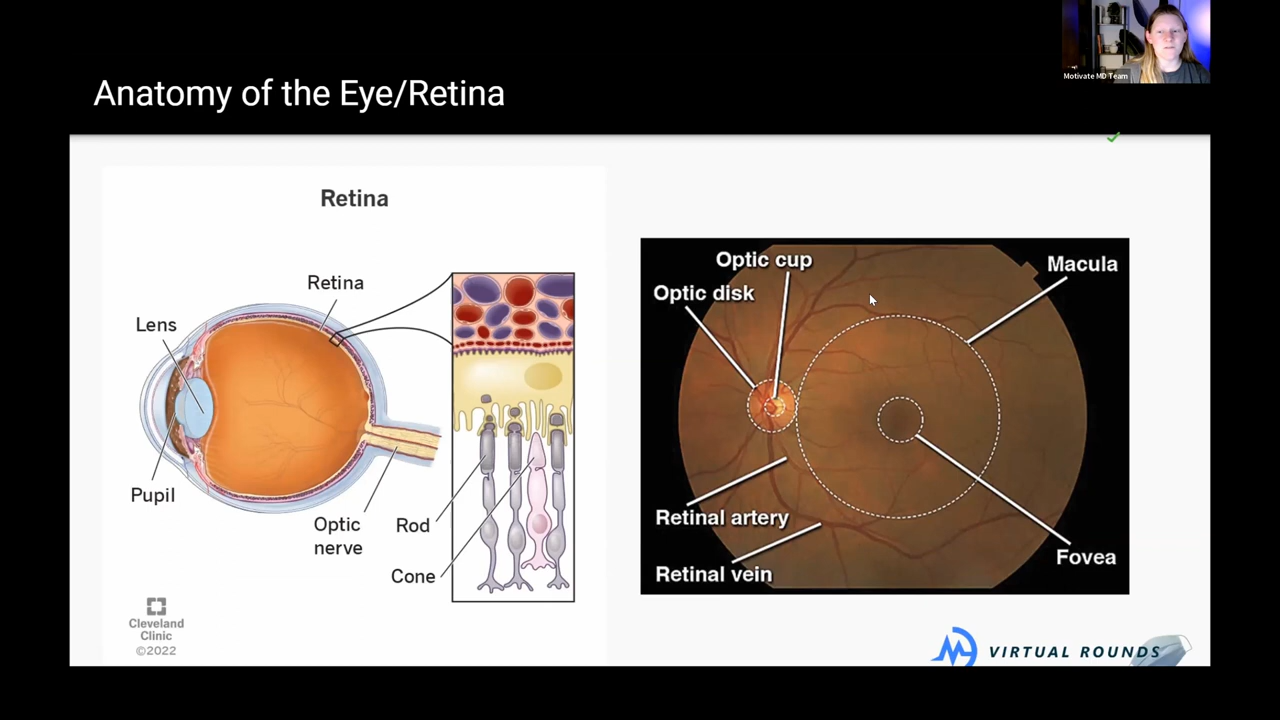 Motivate MD Team
Anatomy of the Eye/Retina
Retina
Retina
Lens
Pupil
Optic
nerve
Rod
Cone
Cleveland
Clinic
©2022
Optic cup
Optic disk
Macula
Retinal artery
Retinal vein
Fovea
VIRTUAL ROUNDS